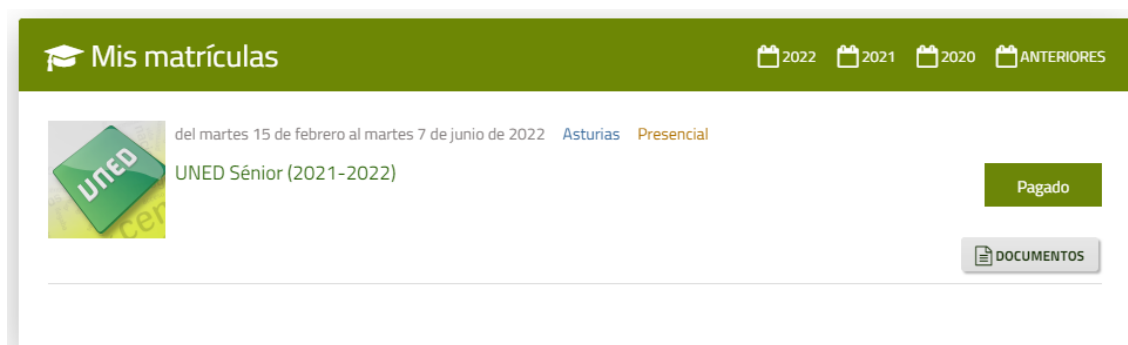 Mis matrículas
2022 2021 2020 ANTERIORES
del martes 15 de febrero al martes 7 de junio de 2022 Asturias Presencial
UNED Sénior (2021-2022)
UNED
cer
Pagado
DOCUMENTOS